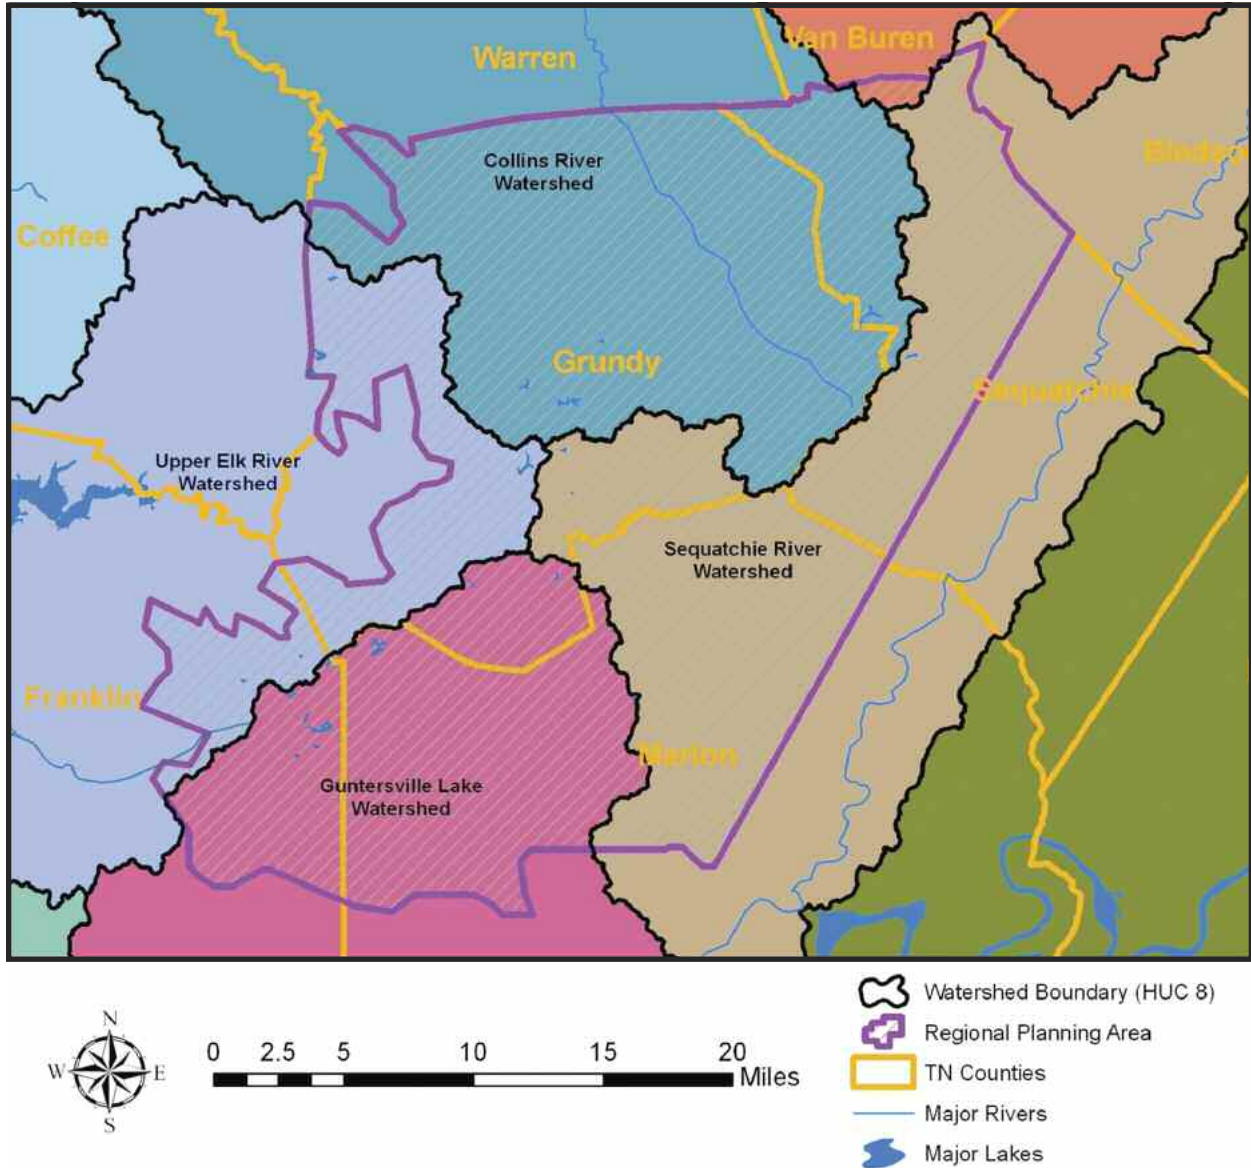 Warren
Van Buren
Collins River
Watershed
Bledso
Coffee
Grundy
Sequatchie
Upper Elk River
Watershed
Sequatchie River
Watershed
Franklin
Marion
Guntersville Lake
Watershed
N
W E
S
0 2.5 5 10 15 20
Miles
Watershed Boundary (HUC 8)
Regional Planning Area
TN Counties
Major Rivers
Major Lakes